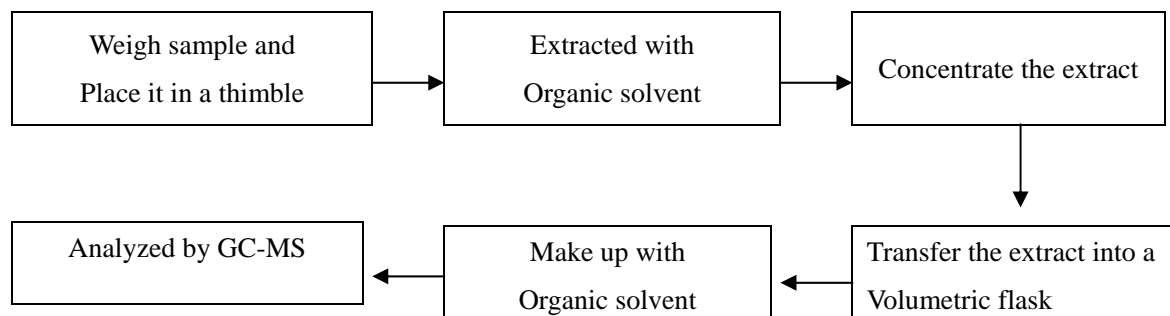 Weigh sample and
Place it in a thimble
Extracted with
Organic solvent
Concentrate the extract
Transfer the extract into a
Volumetric flask
Make up with
Organic solvent
Analyzed by GC-MS